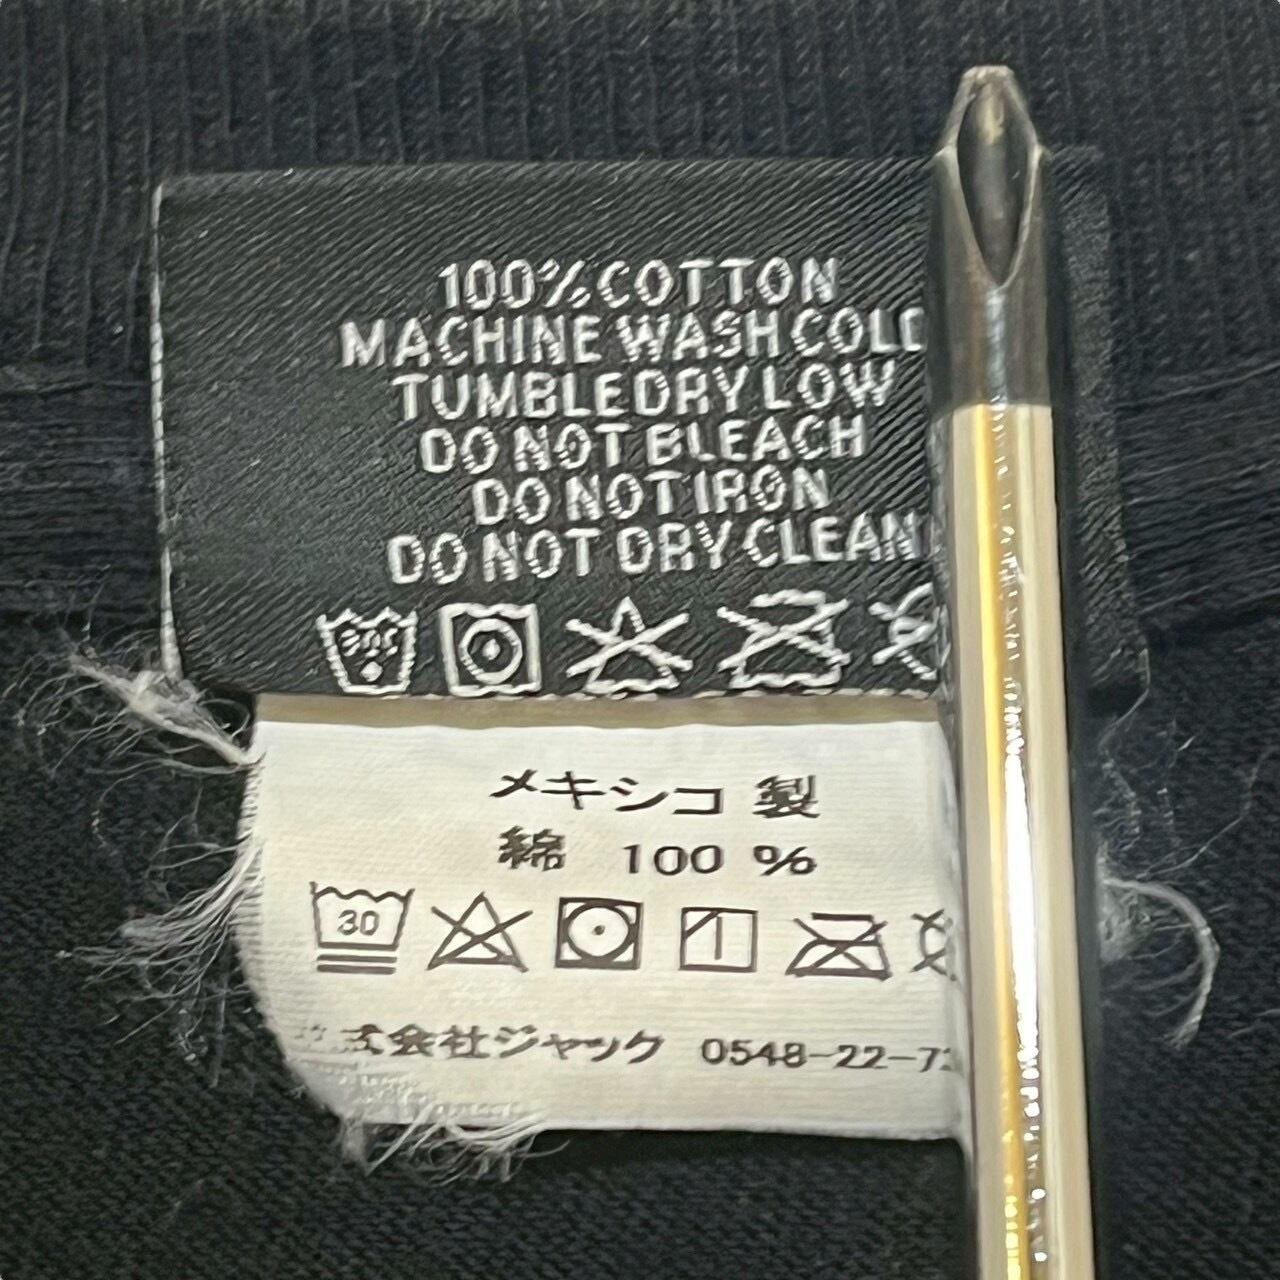 100% COTTON
MACHINE WASH COLD
TUMBLE DRY LOW
DO NOT BLEACH
DO NOT IRON
DO NOT DRY CLEAN
メキシコ 製
綿 100 %
30
式会社ジャック 0548-22-7